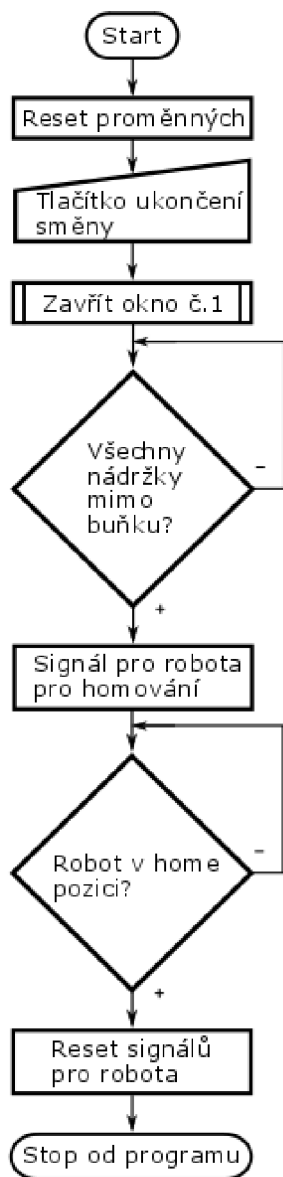 Start
Reset proměnných
Tlačítko ukončení
směny
Zavřít okno č.1
Všechny
nádržky
mimo
buňku?
–
+
Signál pro robota
pro homování
Robot v home
pozici?
–
+
Reset signálů
pro robota
Stop od programu